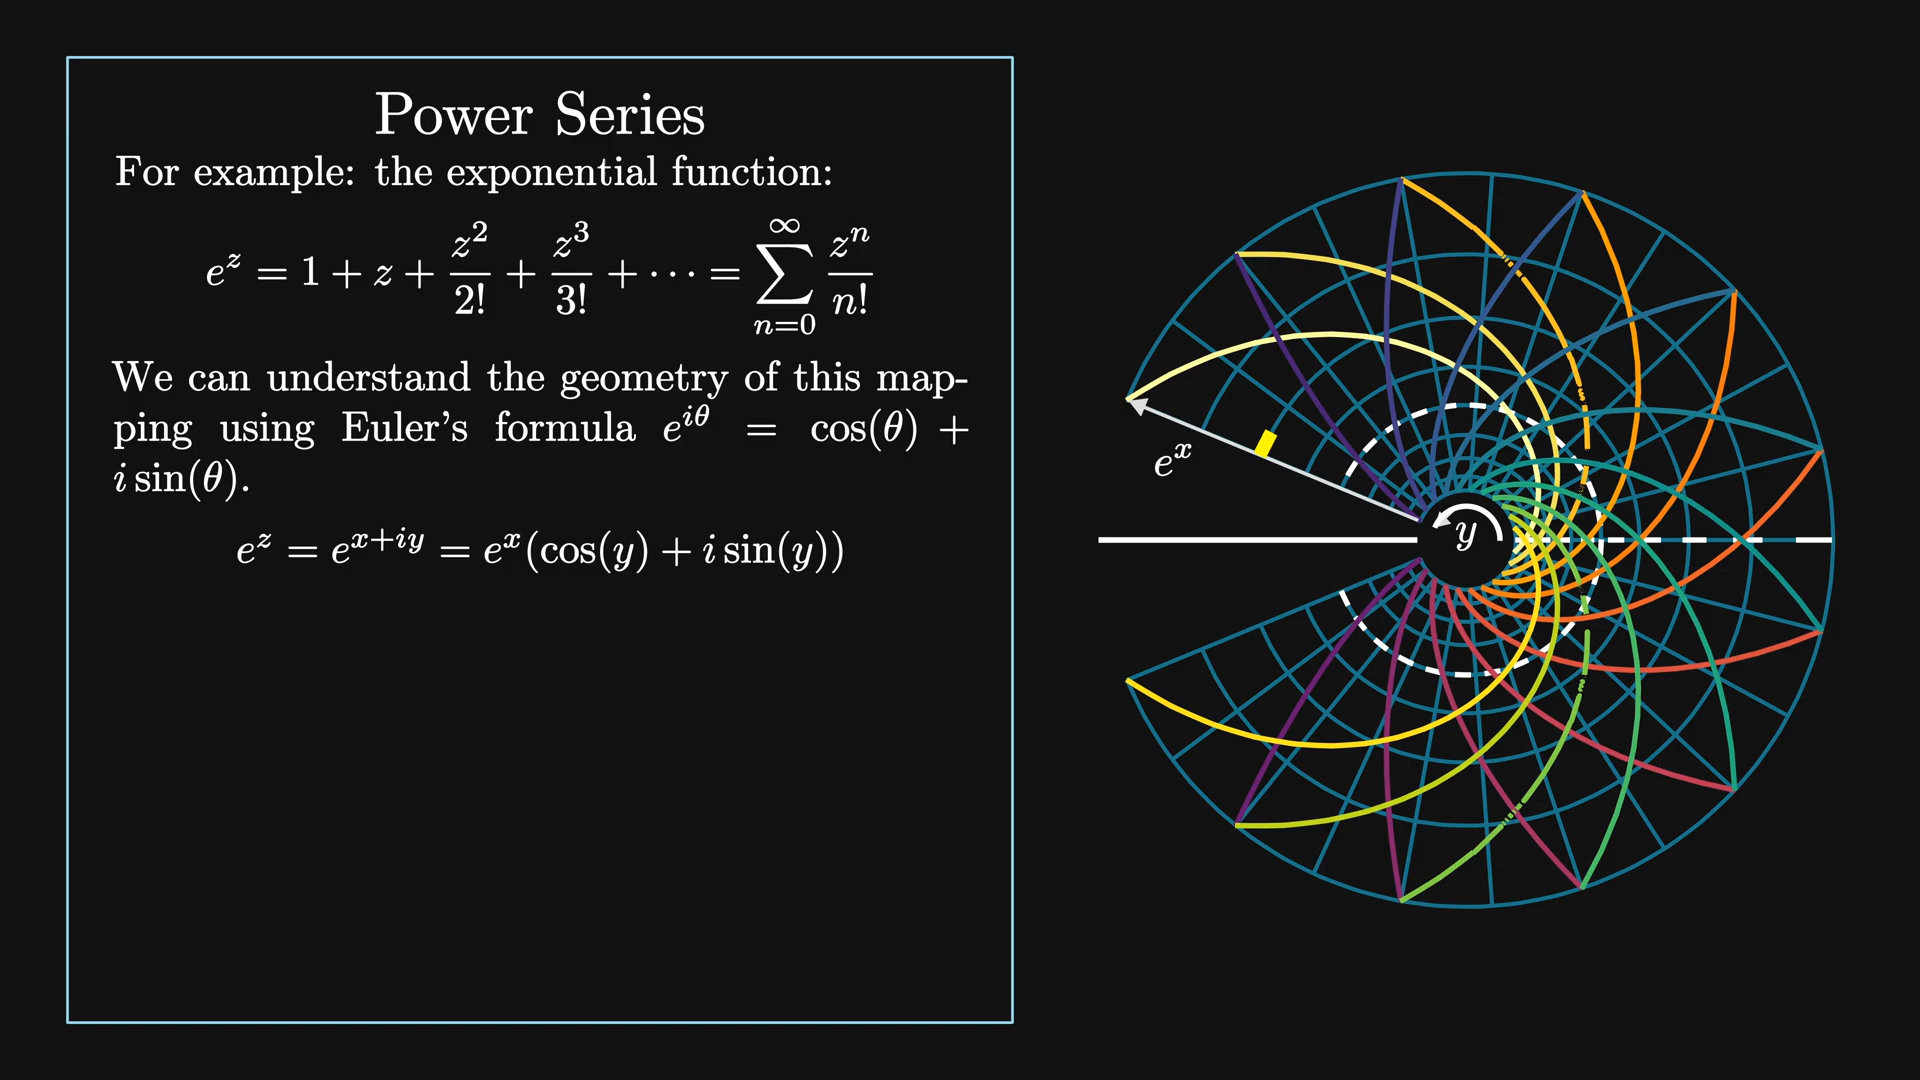 Power Series
For example: the exponential function:
e^z = 1 + z + z^2/2! + z^3/3! + ⋯ = ∑_{n=0}^{∞} z^n/n!
We can understand the geometry of this map-
ping using Euler's formula e^{iθ} = cos(θ) +
i sin(θ).
e^z = e^{x+iy} = e^x(cos(y) + i sin(y))
e^x
y